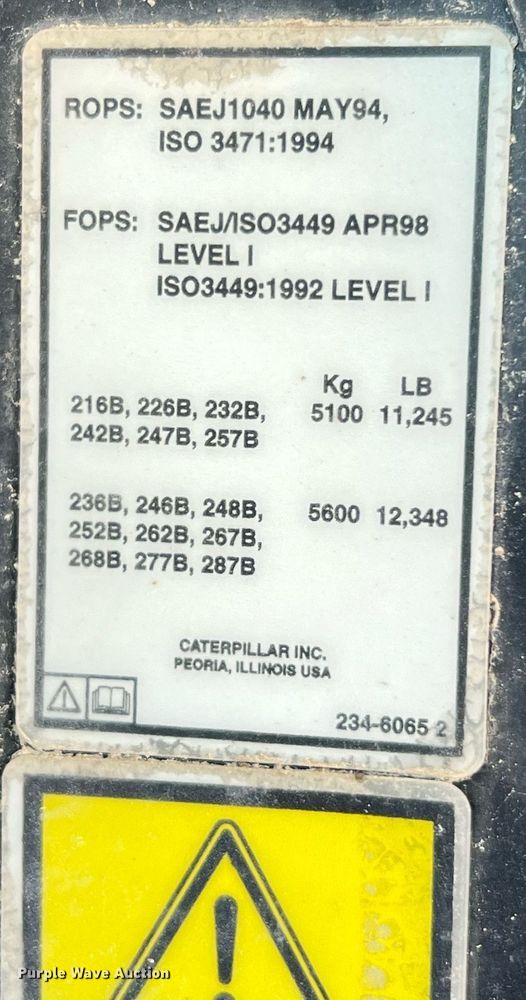 ROPS: SAEJ1040 MAY94,
ISO 3471:1994
FOPS: SAEJ/ISO3449 APR98
LEVEL I
ISO3449:1992 LEVEL I
Kg LB
216B, 226B, 232B, 5100 11,245
242B, 247B, 257B
236B, 246B, 248B, 5600 12,348
252B, 262B, 267B,
268B, 277B, 287B
CATERPILLAR INC.
PEORIA, ILLINOIS USA
234-6065 2
Purple Wave Auction